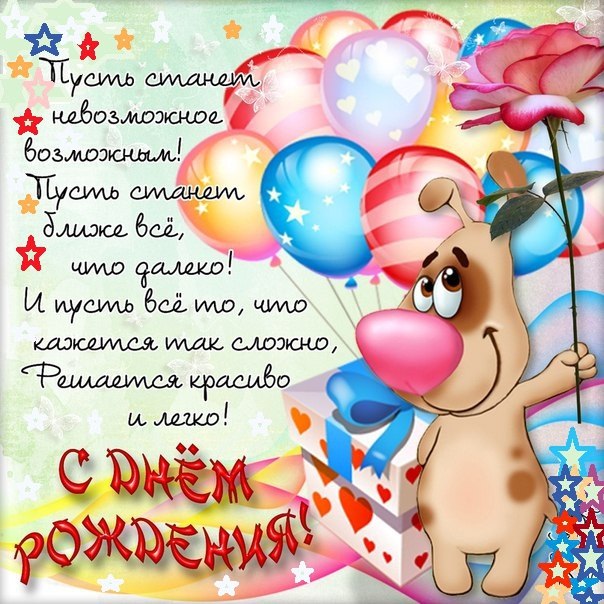 Пусть станет
невозможное
возможным!
Пусть станет
ближе всё,
что далеко!
И пусть всё то, что
кажется так сложно,
Решается красиво
и легко!
С ДНЁМ
РОЖДЕНИЯ!